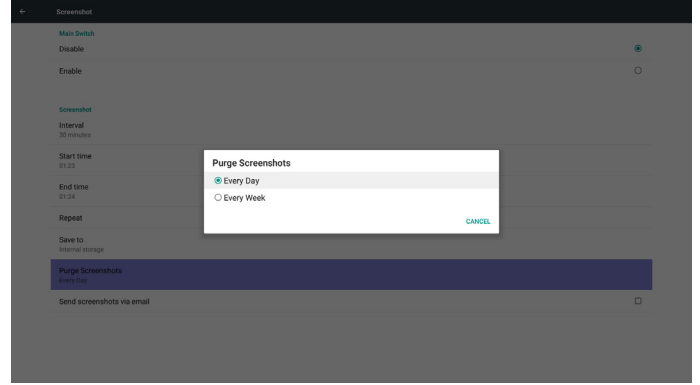 Screenshot
Main Switch
Disable
Enable
Screenshot
Interval
30 minutes
Start time
01:23
End time
01:24
Repeat
Save to
Internal storage
Purge Screenshots
Every Day
Send screenshots via email
Purge Screenshots
Every Day
Every Week
CANCEL